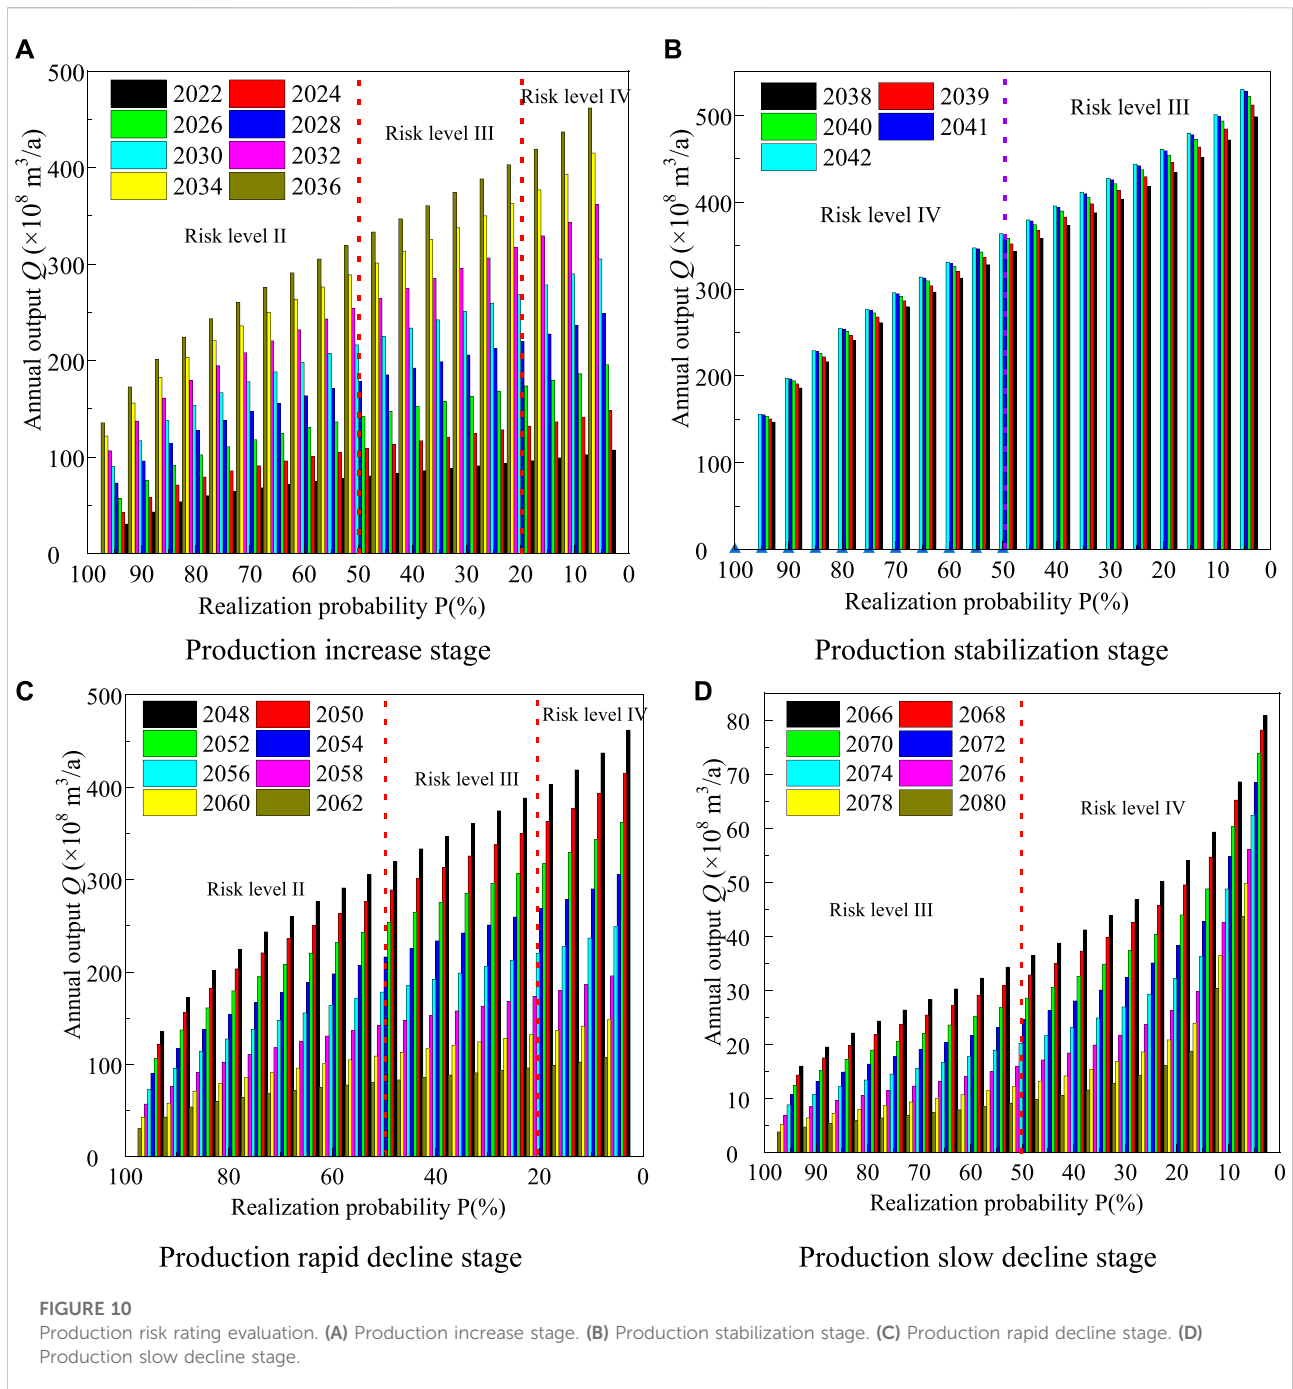 A
500
400
300
200
100
0
Annual output Q (×10⁸ m³/a)
2022 2024
2026 2028
2030 2032
2034 2036
Risk level II
Risk level III
Risk level IV
100 90 80 70 60 50 40 30 20 10 0
Realization probability P(%)
Production increase stage
B
500
400
300
200
100
0
Annual output Q (×10⁸ m³/a)
2038 2039
2040 2041
2042
Risk level IV
Risk level III
100 90 80 70 60 50 40 30 20 10 0
Realization probability P(%)
Production stabilization stage
C
500
400
300
200
100
0
Annual output Q (×10⁸ m³/a)
2048 2050
2052 2054
2056 2058
2060 2062
Risk level II
Risk level III
Risk level IV
100 80 60 40 20 0
Realization probability P(%)
Production rapid decline stage
D
80
70
60
50
40
30
20
10
0
Annual output Q (×10⁸ m³/a)
2066 2068
2070 2072
2074 2076
2078 2080
Risk level III
Risk level IV
100 90 80 70 60 50 40 30 20 10 0
Realization probability P(%)
Production slow decline stage
FIGURE 10
Production risk rating evaluation. (A) Production increase stage. (B) Production stabilization stage. (C) Production rapid decline stage. (D)
Production slow decline stage.